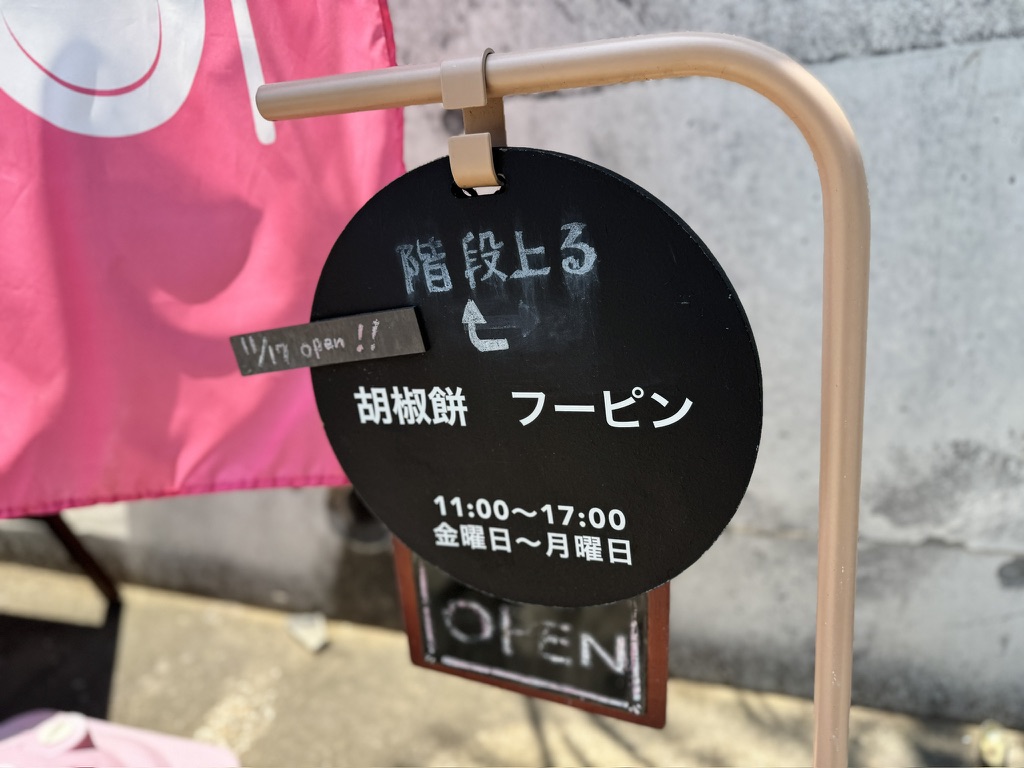 階段上る
11/17 open!!
胡椒餅 フーピン
11:00〜17:00
金曜日〜月曜日
OPEN